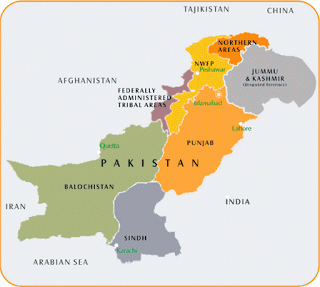 TAJIKISTAN
CHINA
NORTHERN
AREAS
NWFP
Peshawar
JUMMU
& KASHMIR
(Disputed Territory)
AFGHANISTAN
FEDERALLY
ADMINISTERED
TRIBAL AREAS
Islamabad
Lahore
PUNJAB
Quetta
PAKISTAN
BALOCHISTAN
INDIA
IRAN
SINDH
Karachi
ARABIAN SEA